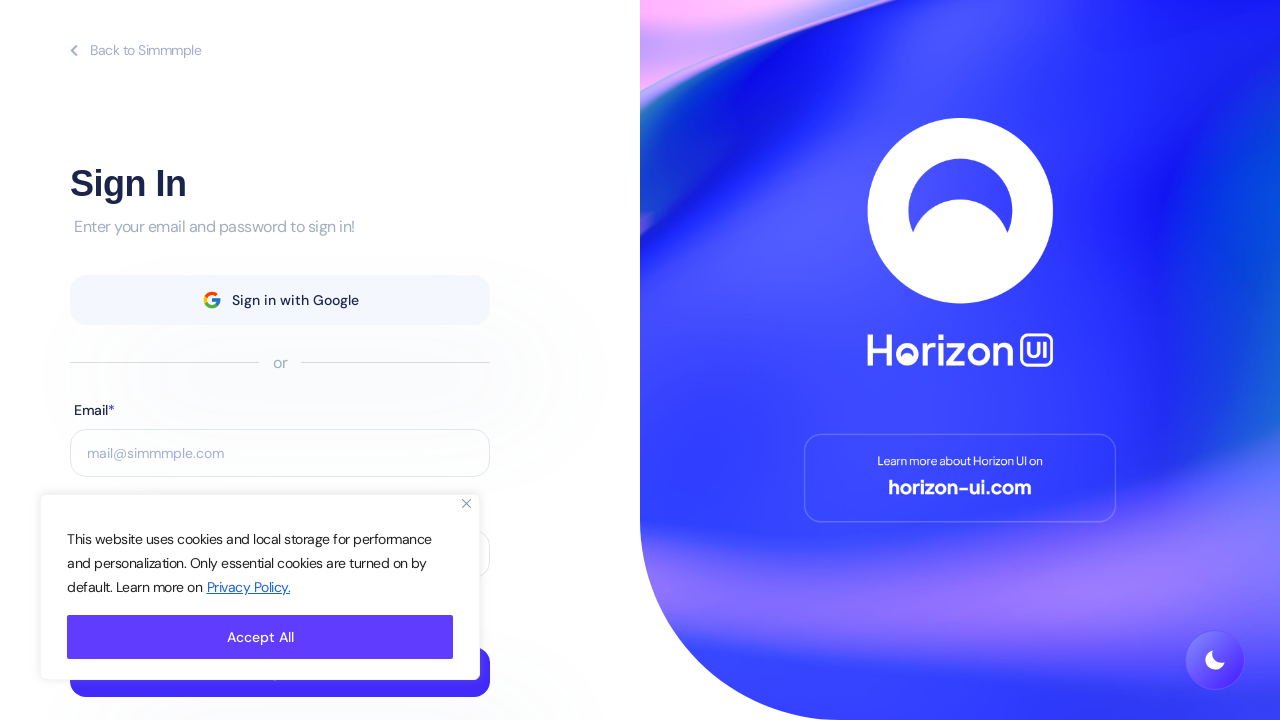 Back to Simmmple
Sign In
Enter your email and password to sign in!
Sign in with Google
or
Email*
mail@simmmple.com
This website uses cookies and local storage for performance
and personalization. Only essential cookies are turned on by
default. Learn more on Privacy Policy.
Accept All
Horizon UI
Learn more about Horizon UI on
horizon-ui.com